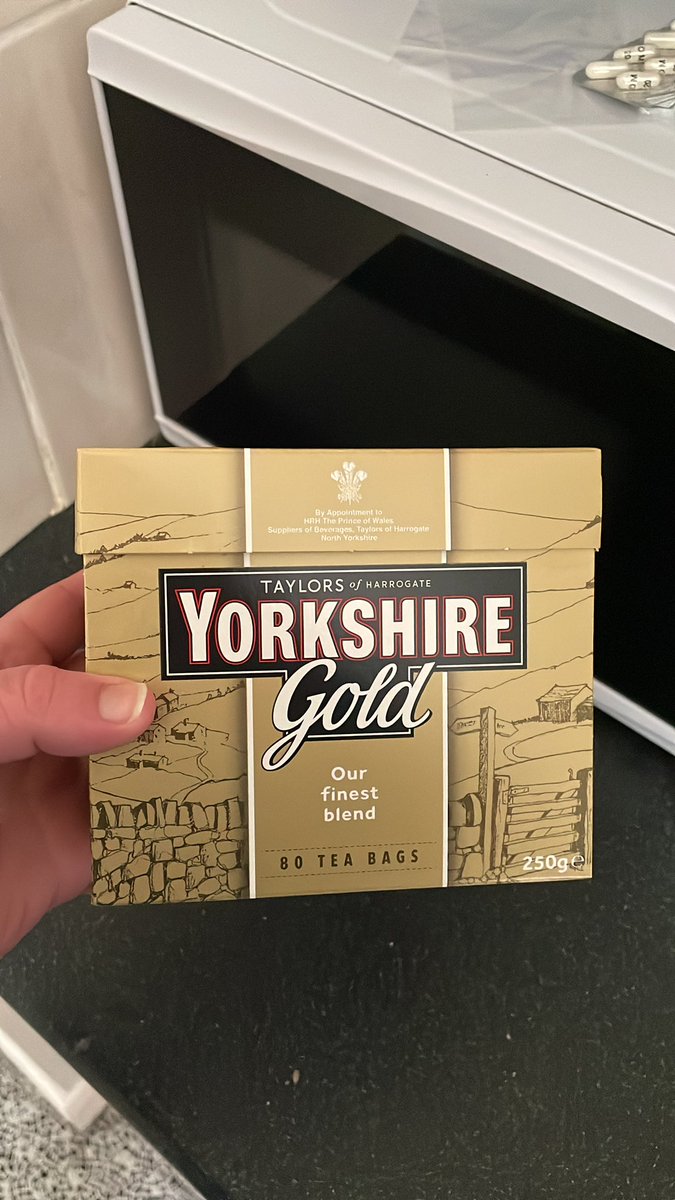 By Appointment to
HRH The Prince of Wales
Suppliers of Beverages, Taylors of Harrogate
North Yorkshire
TAYLORS of HARROGATE
YORKSHIRE
Gold
Our
finest
blend
80 TEA BAGS
250g℮
20